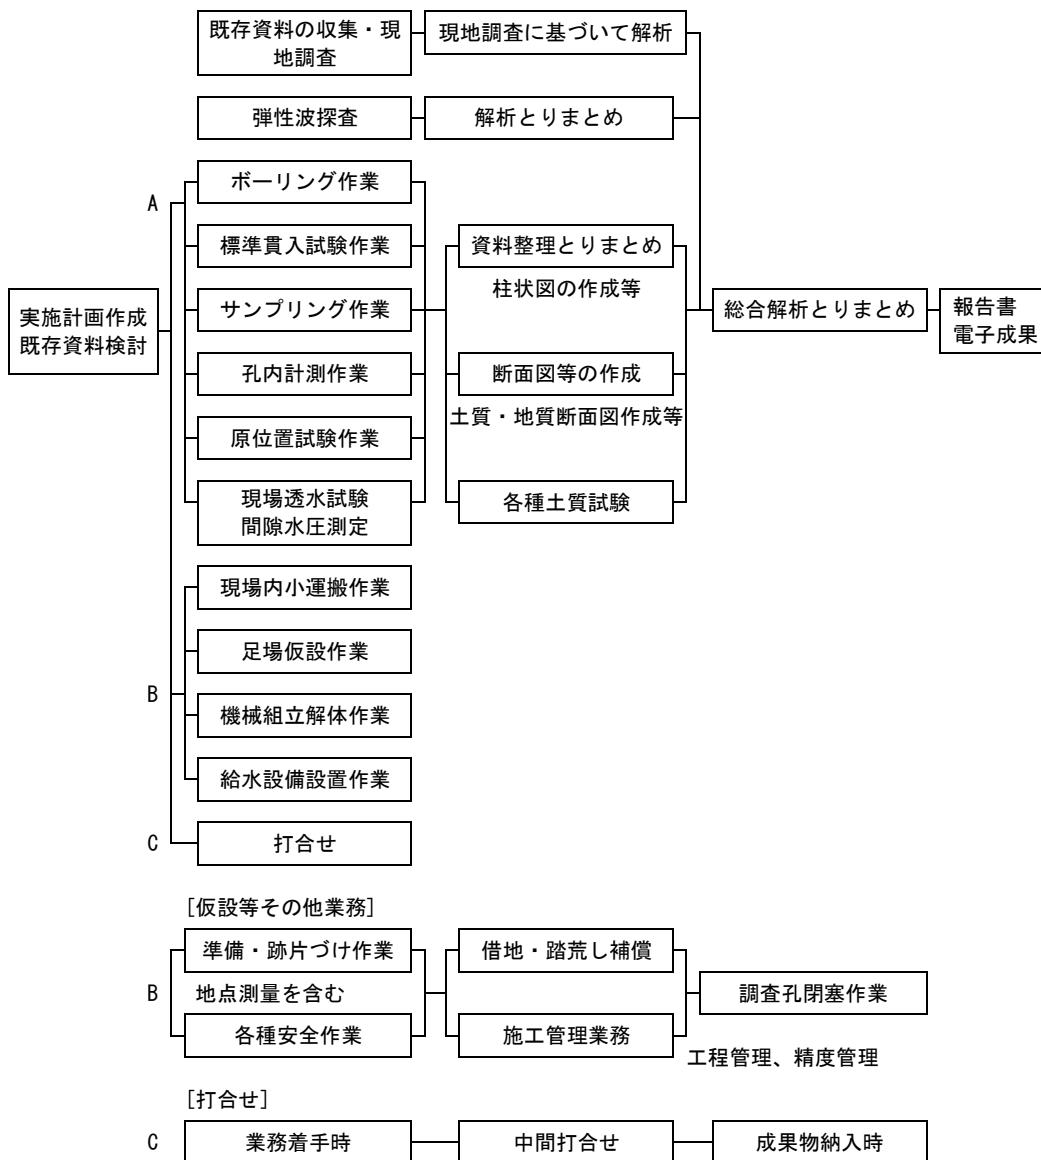 既存資料の収集・現
地調査
現地調査に基づいて解析
弾性波探査
解析とりまとめ
A
ボーリング作業
標準貫入試験作業
資料整理とりまとめ
柱状図の作成等
実施計画作成
既存資料検討
サンプリング作業
総合解析とりまとめ
報告書
電子成果
孔内計測作業
断面図等の作成
土質・地質断面図作成等
原位置試験作業
現場透水試験
間隙水圧測定
各種土質試験
現場内小運搬作業
足場仮設作業
B
機械組立解体作業
給水設備設置作業
C
打合せ
[仮設等その他業務]
準備・跡片づけ作業
借地・踏荒し補償
B
地点測量を含む
調査孔閉塞作業
各種安全作業
施工管理業務
工程管理、精度管理
[打合せ]
C
業務着手時
中間打合せ
成果物納入時